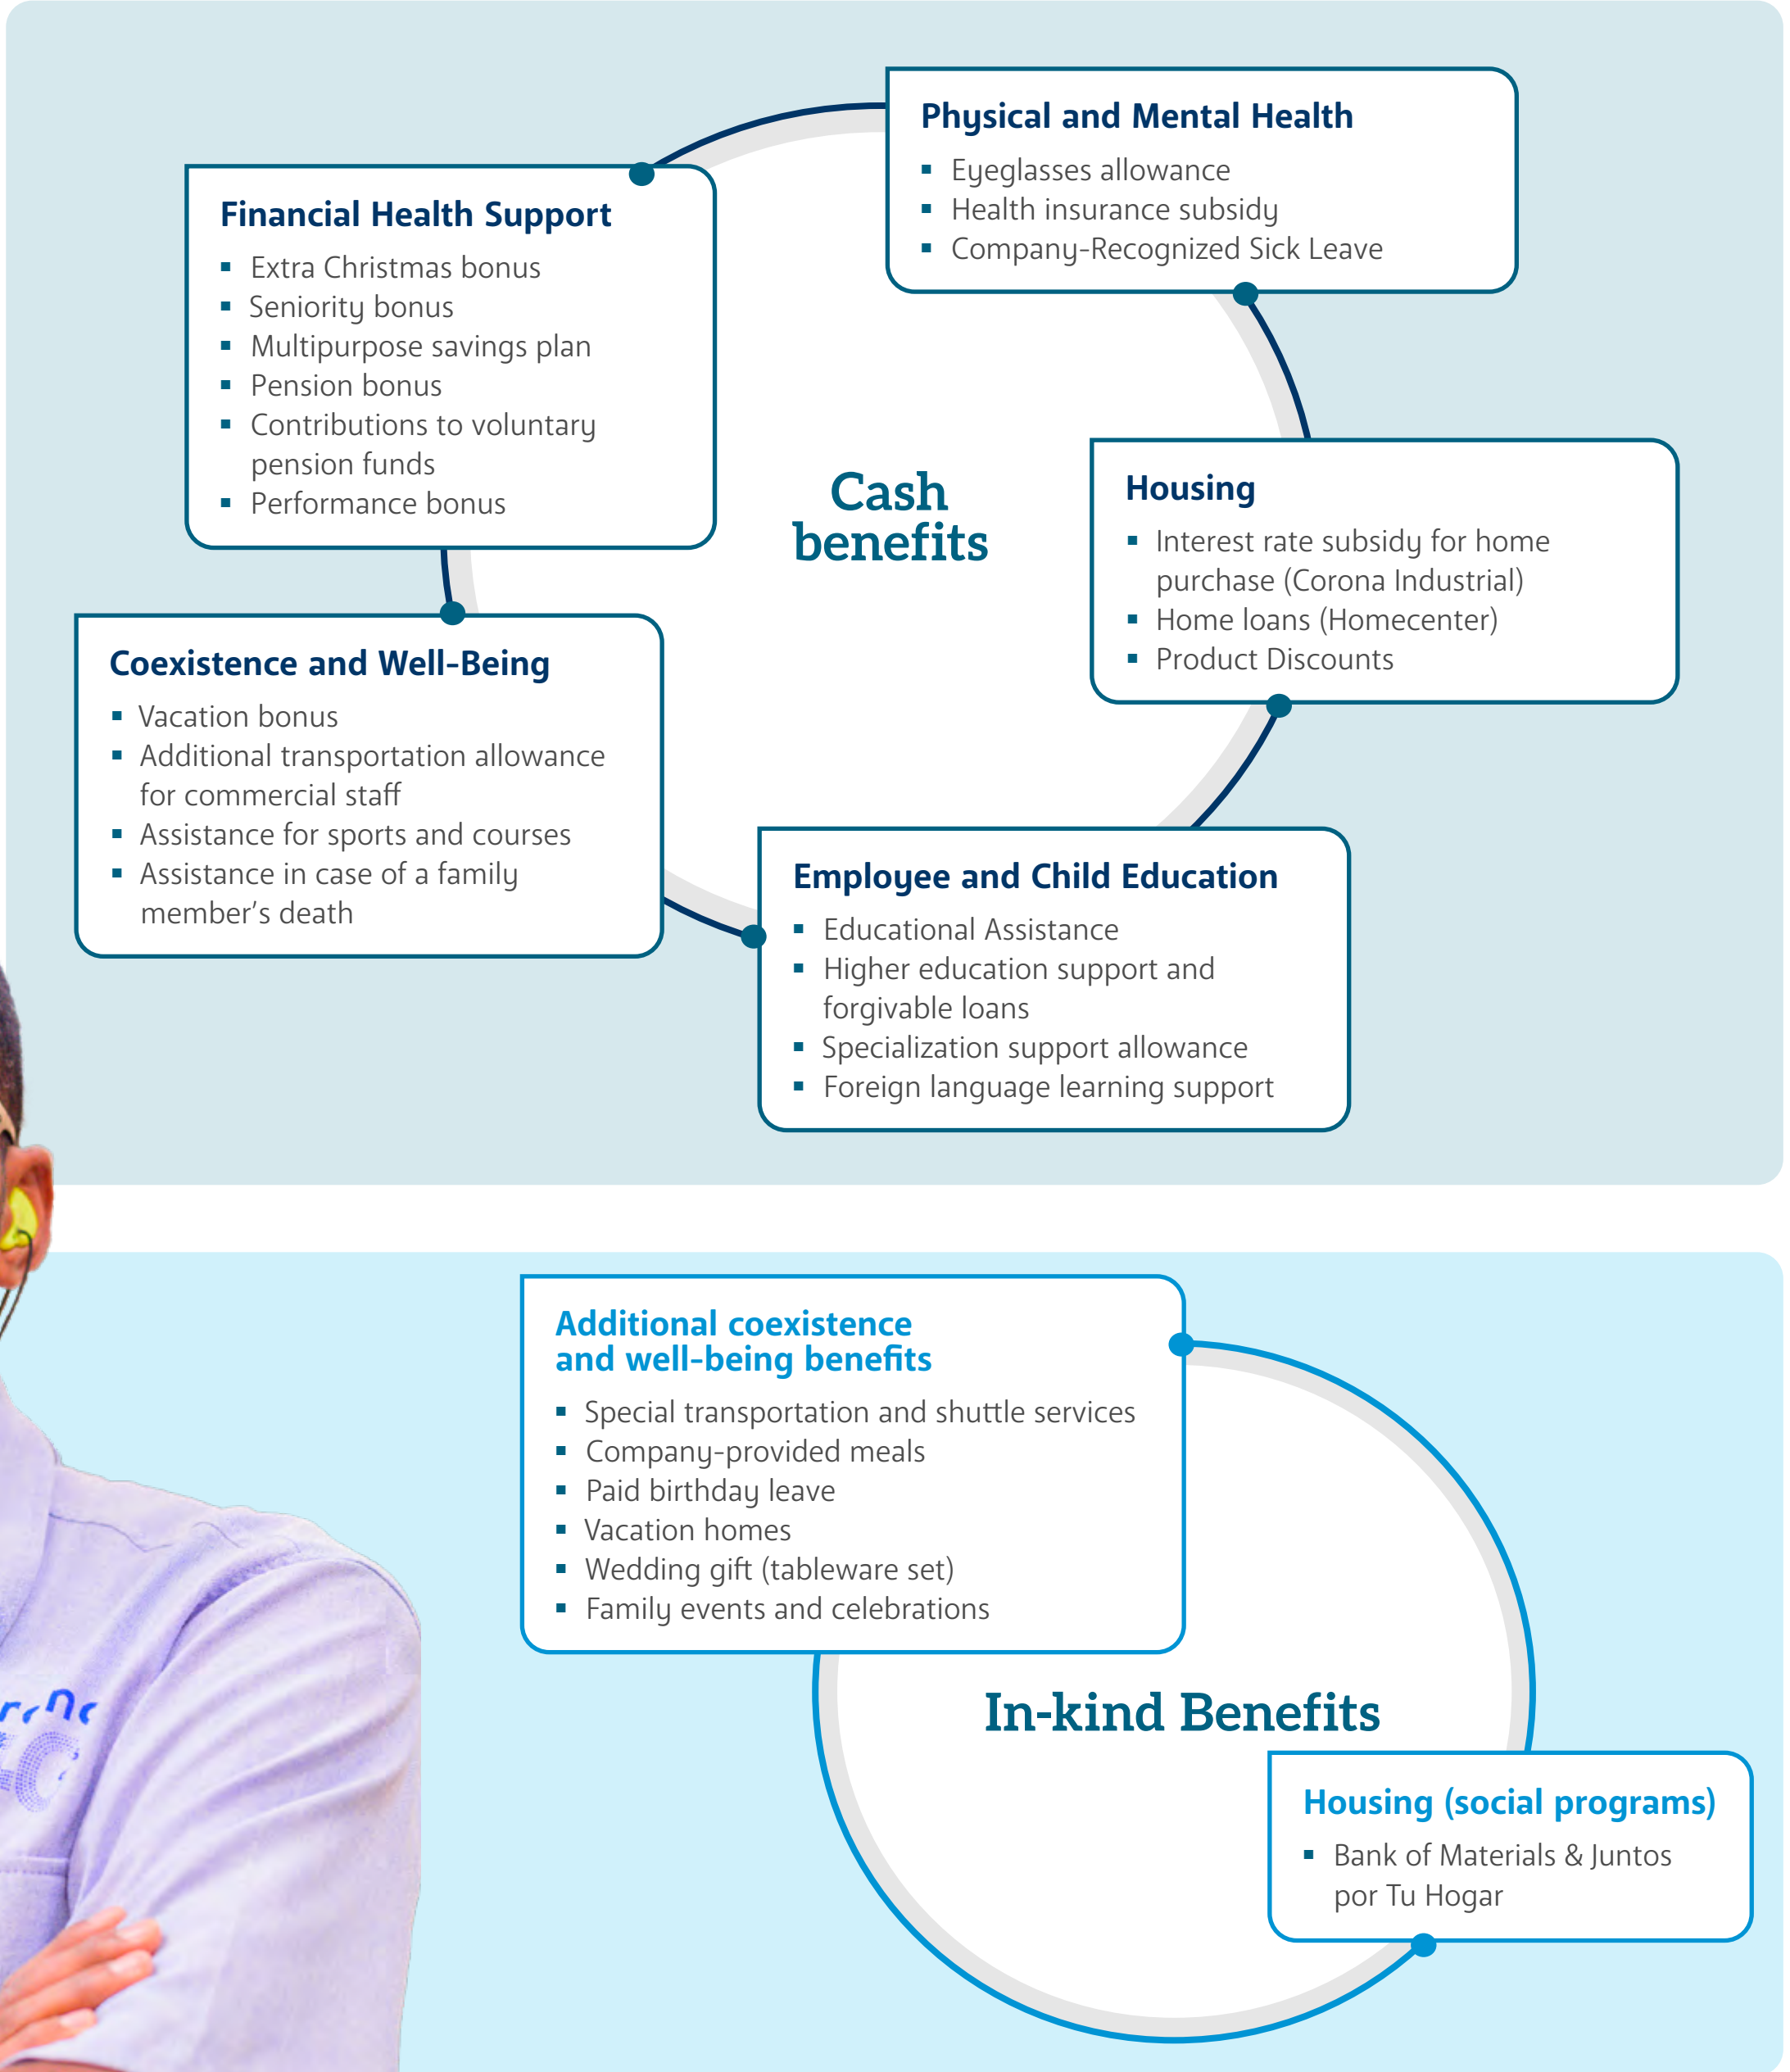 Physical and Mental Health
▪ Eyeglasses allowance
▪ Health insurance subsidy
▪ Company-Recognized Sick Leave
Financial Health Support
▪ Extra Christmas bonus
▪ Seniority bonus
▪ Multipurpose savings plan
▪ Pension bonus
▪ Contributions to voluntary
pension funds
▪ Performance bonus
Cash
benefits
Housing
▪ Interest rate subsidy for home
purchase (Corona Industrial)
▪ Home loans (Homecenter)
▪ Product Discounts
Coexistence and Well-Being
▪ Vacation bonus
▪ Additional transportation allowance
for commercial staff
▪ Assistance for sports and courses
▪ Assistance in case of a family
member’s death
Employee and Child Education
▪ Educational Assistance
▪ Higher education support and
forgivable loans
▪ Specialization support allowance
▪ Foreign language learning support
Additional coexistence
and well-being benefits
▪ Special transportation and shuttle services
▪ Company-provided meals
▪ Paid birthday leave
▪ Vacation homes
▪ Wedding gift (tableware set)
▪ Family events and celebrations
In-kind Benefits
Housing (social programs)
▪ Bank of Materials & Juntos
por Tu Hogar